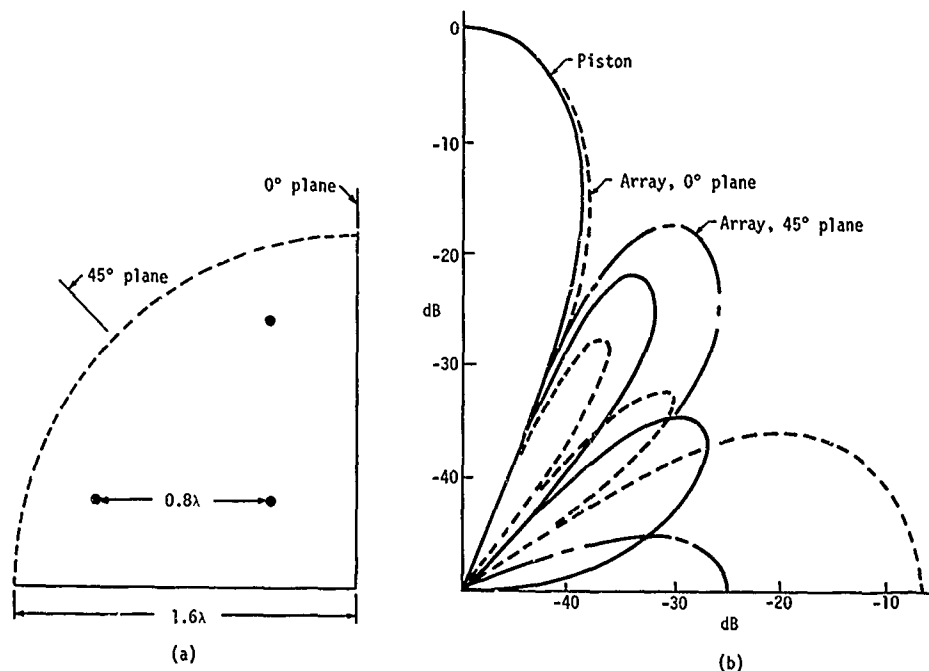 0° plane
45° plane
0.8λ
1.6λ
(a)
0
-10
-20
dB
-30
-40
Piston
Array, 0° plane
Array, 45° plane
-40
-30
-20
-10
dB
(b)